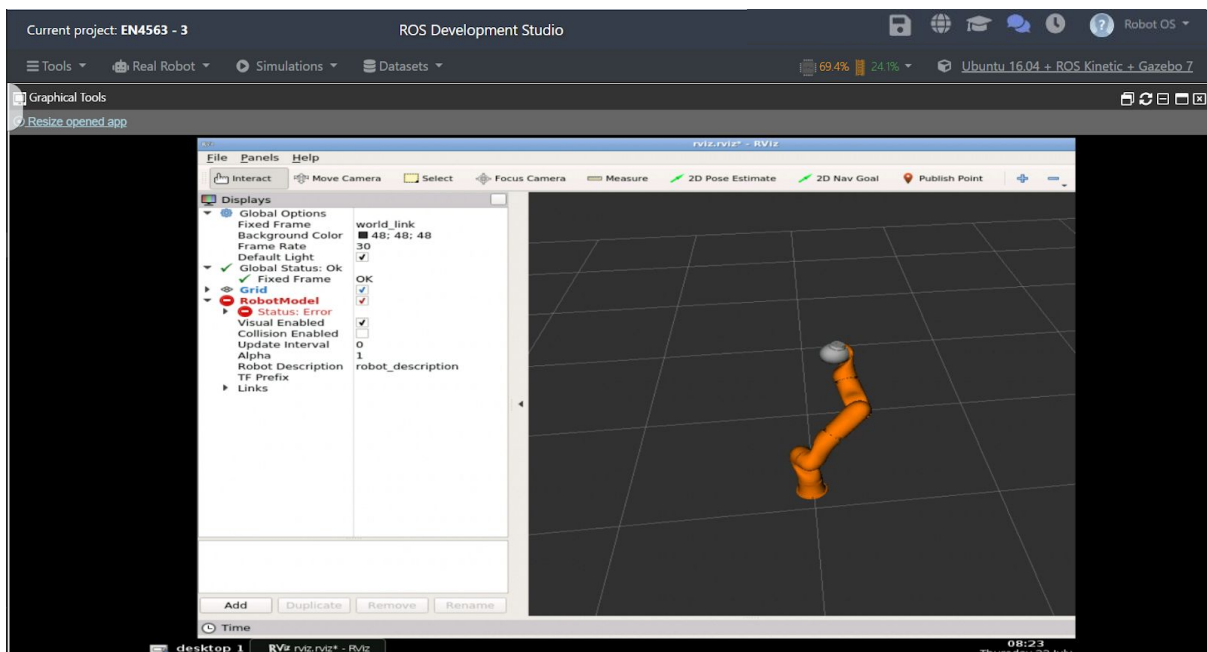 Current project: EN4563 - 3
ROS Development Studio
Robot OS
Tools
Real Robot
Simulations
Datasets
69.4%
24.1%
Ubuntu 16.04 + ROS Kinetic + Gazebo 7
Graphical Tools
Resize opened app
rviz.rviz* - RViz
File Panels Help
Interact Move Camera Select Focus Camera Measure 2D Pose Estimate 2D Nav Goal Publish Point
Displays
Global Options
Fixed Frame world_link
Background Color 48; 48; 48
Frame Rate 30
Default Light
Global Status: Ok
Fixed Frame OK
Grid
RobotModel
Status: Error
Visual Enabled
Collision Enabled
Update Interval 0
Alpha 1
Robot Description robot_description
TF Prefix
Links
Add Duplicate Remove Rename
Time
desktop 1 RViz rviz.rviz* - RViz
08:23
Thursday 22 July